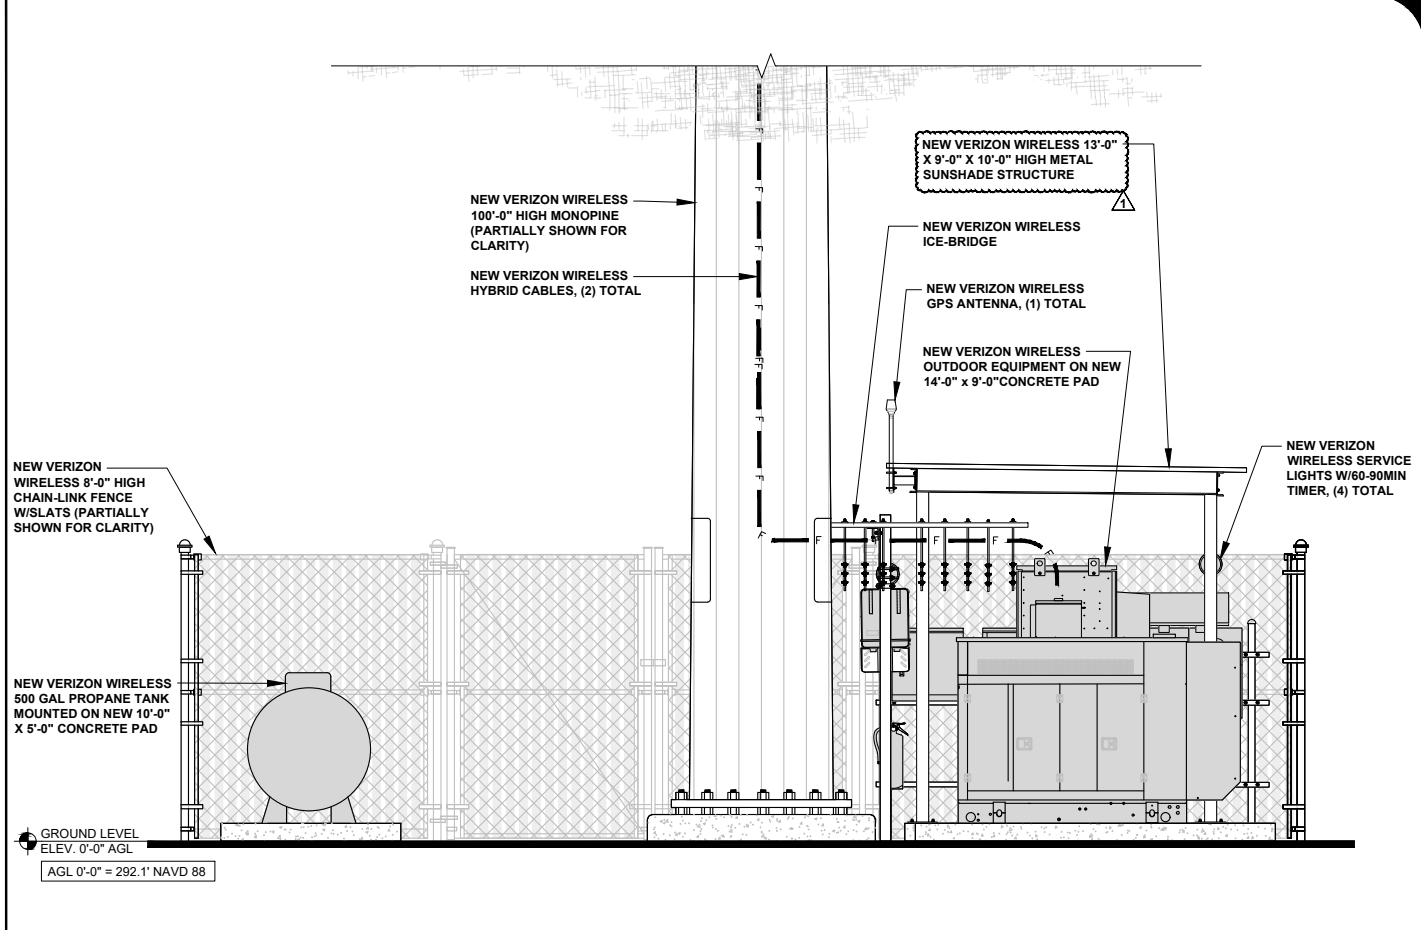 NEW VERIZON WIRELESS 13'-0"
X 9'-0" X 10'-0" HIGH METAL
SUNSHADE STRUCTURE
1
NEW VERIZON WIRELESS
100'-0" HIGH MONOPINE
(PARTIALLY SHOWN FOR
CLARITY)
NEW VERIZON WIRELESS
HYBRID CABLES, (2) TOTAL
NEW VERIZON WIRELESS
ICE-BRIDGE
NEW VERIZON WIRELESS
GPS ANTENNA, (1) TOTAL
NEW VERIZON WIRELESS
OUTDOOR EQUIPMENT ON NEW
14'-0" x 9'-0"CONCRETE PAD
NEW VERIZON
WIRELESS SERVICE
LIGHTS W/60-90MIN
TIMER, (4) TOTAL
NEW VERIZON
WIRELESS 8'-0" HIGH
CHAIN-LINK FENCE
W/SLATS (PARTIALLY
SHOWN FOR CLARITY)
F
F
F
F
F
F
F
F
F
F
F
F
F
F
NEW VERIZON WIRELESS
500 GAL PROPANE TANK
MOUNTED ON NEW 10'-0"
X 5'-0" CONCRETE PAD
GROUND LEVEL
ELEV. 0'-0" AGL
AGL 0'-0" = 292.1' NAVD 88